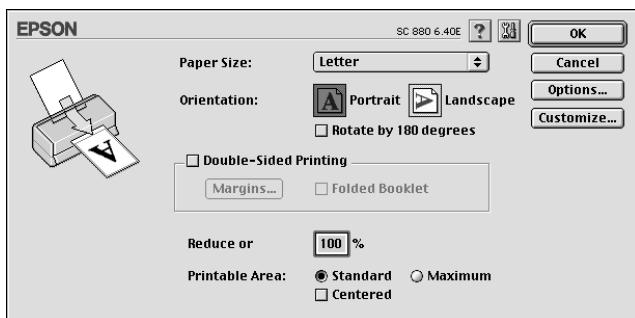 EPSON
SC 880 6.40E ?
OK
Paper Size: Letter
Cancel
Orientation: A Portrait A Landscape
Options...
Rotate by 180 degrees
Customize...
A
Double-Sided Printing
Margins... Folded Booklet
Reduce or 100 %
Printable Area: Standard Maximum
Centered